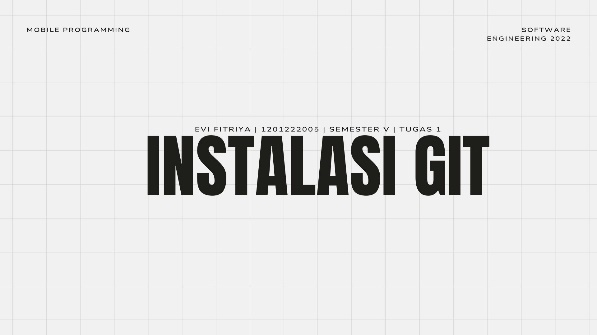 MOBILE PROGRAMMING
SOFTWARE
ENGINEERING 2022
EVI FITRIYA | 1201222005 | SEMESTER V | TUGAS 1
INSTALASI GIT